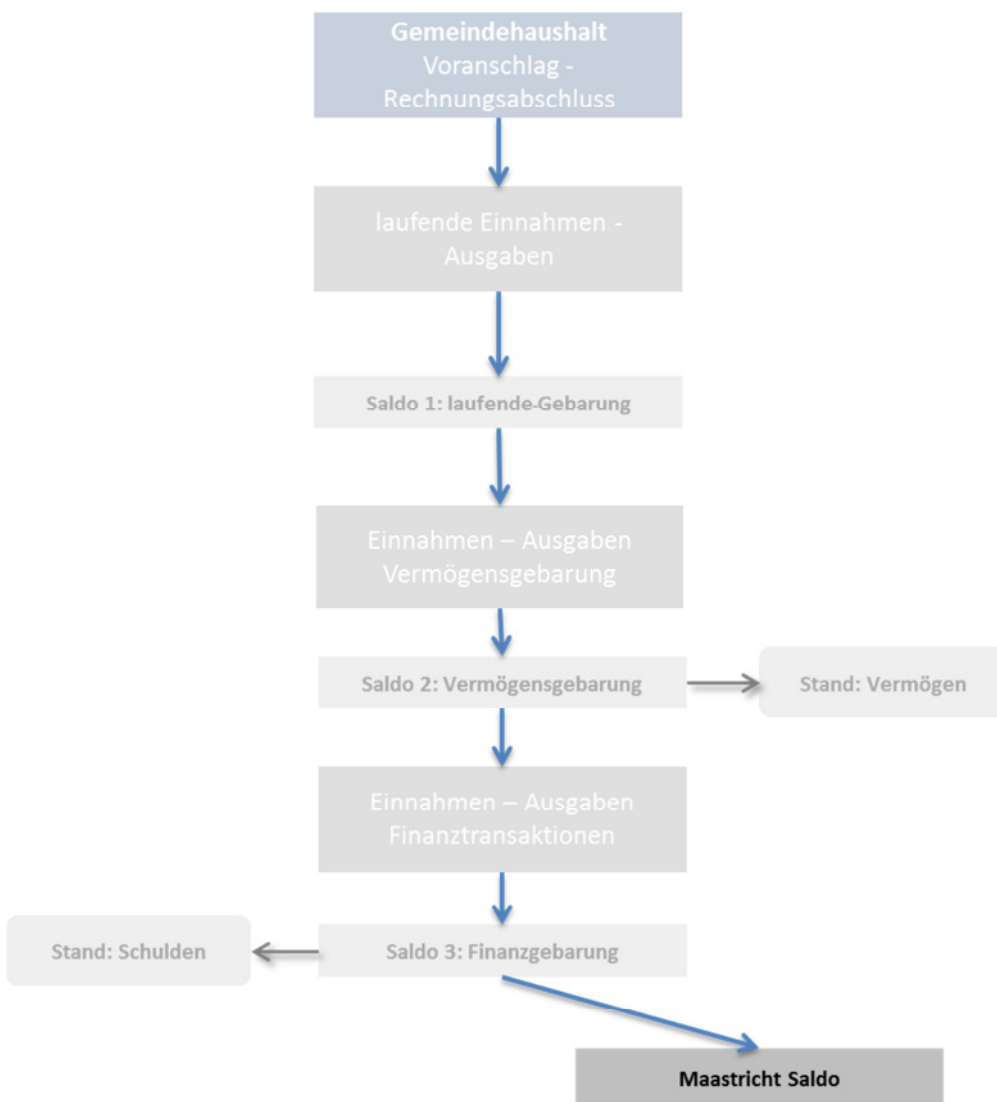 Gemeindehaushalt
Voranschlag -
Rechnungsabschluss
laufende Einnahmen -
Ausgaben
Saldo 1: laufende-Gebarung
Einnahmen – Ausgaben
Vermögensgebarung
Saldo 2: Vermögensgebarung
Stand: Vermögen
Einnahmen – Ausgaben
Finanztransaktionen
Stand: Schulden
Saldo 3: Finanzgebarung
Maastricht Saldo